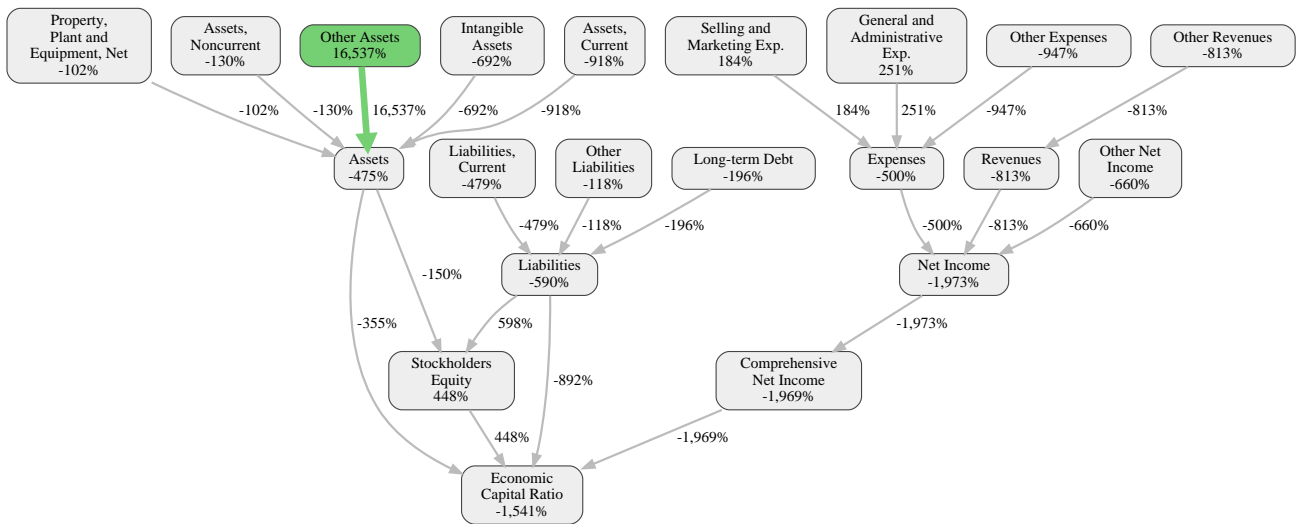 Property,
Plant and
Equipment, Net
-102%
Assets,
Noncurrent
-130%
Other Assets
16,537%
Intangible
Assets
-692%
Assets,
Current
-918%
Selling and
Marketing Exp.
184%
General and
Administrative
Exp.
251%
Other Expenses
-947%
Other Revenues
-813%
-102%
-130%
16,537%
-692%
-918%
184%
251%
-947%
-813%
Assets
-475%
Liabilities,
Current
-479%
Other
Liabilities
-118%
Long-term Debt
-196%
Expenses
-500%
Revenues
-813%
Other Net
Income
-660%
-479%
-118%
-196%
-500%
-813%
-660%
-150%
Liabilities
-590%
Net Income
-1,973%
-355%
598%
-892%
-1,973%
Stockholders
Equity
448%
Comprehensive
Net Income
-1,969%
448%
-1,969%
Economic
Capital Ratio
-1,541%